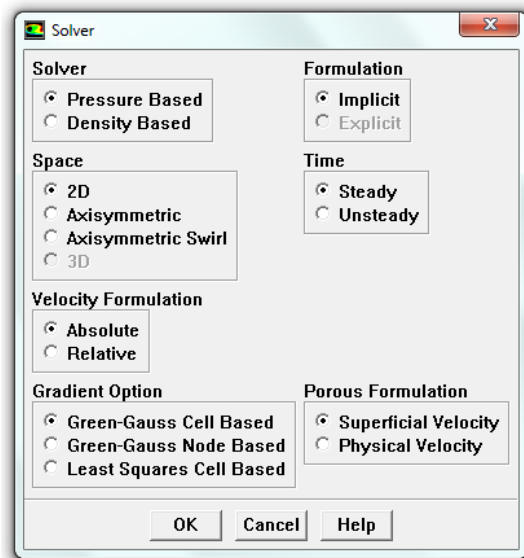 Solver
Solver
Pressure Based
Density Based
Formulation
Implicit
Explicit
Space
2D
Axisymmetric
Axisymmetric Swirl
3D
Time
Steady
Unsteady
Velocity Formulation
Absolute
Relative
Gradient Option
Green-Gauss Cell Based
Green-Gauss Node Based
Least Squares Cell Based
Porous Formulation
Superficial Velocity
Physical Velocity
OK
Cancel
Help